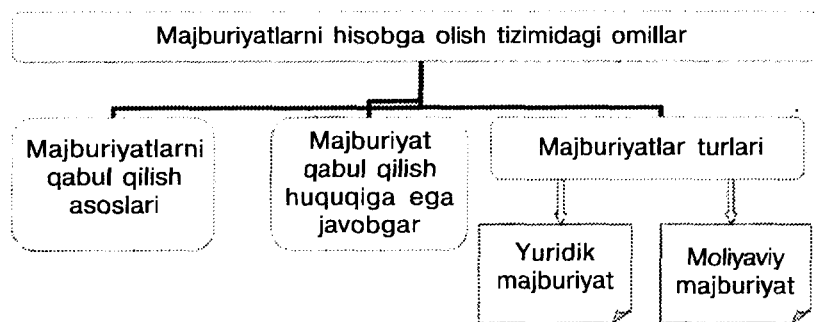 Majburiyatlarni hisobga olish tizimidagi omillar
Majburiyatlarni
qabul qilish
asoslari
Majburiyat
qabul qilish
huquqiga ega
javobgar
Majburiyatlar turlari
Yuridik
majburiyat
Moliyaviy
majburiyat